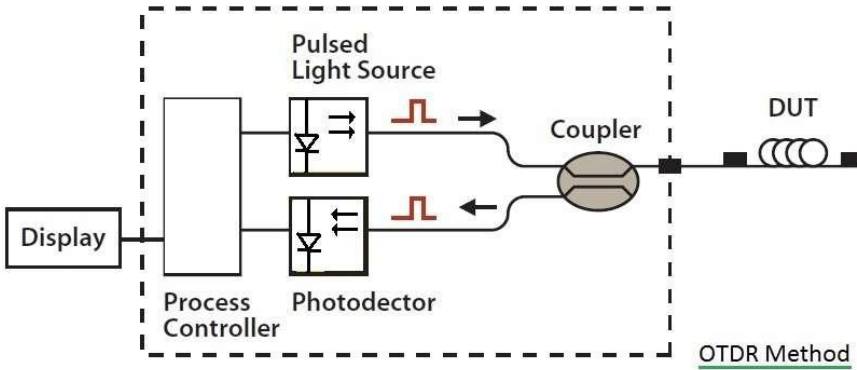 Pulsed
Light Source
DUT
Coupler
Display
Process
Controller
Photodector
OTDR Method